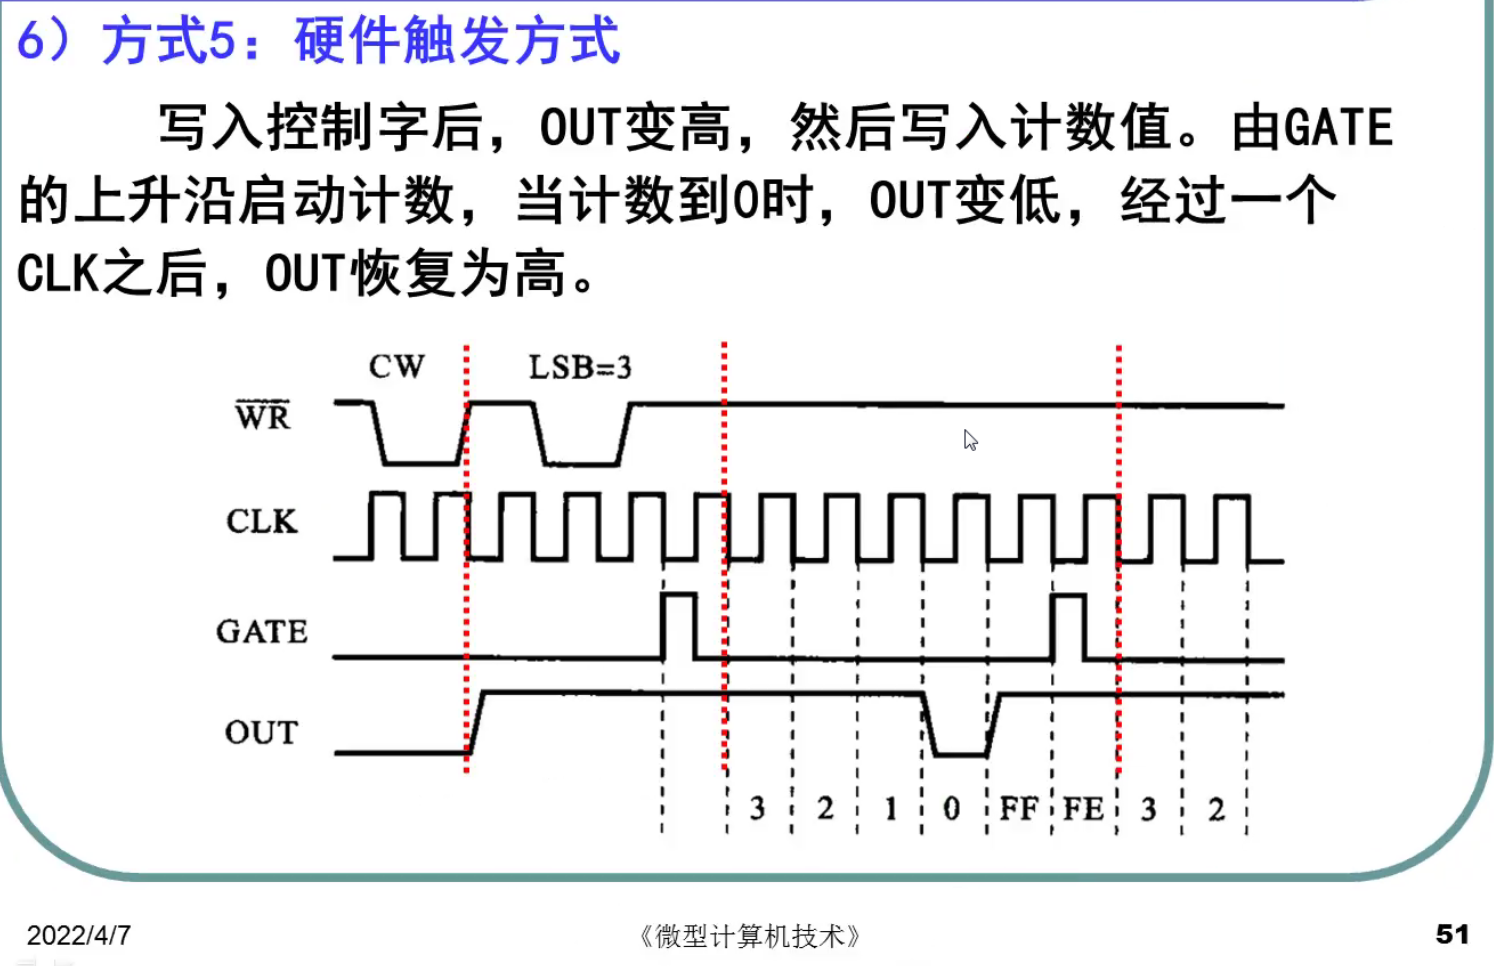 6）方式5：硬件触发方式
写入控制字后，OUT变高，然后写入计数值。由GATE
的上升沿启动计数，当计数到0时，OUT变低，经过一个
CLK之后，OUT恢复为高。
CW LSB=3
WR
CLK
GATE
OUT
3 2 1 0 FF FE 3 2
2022/4/7 《微型计算机技术》 51